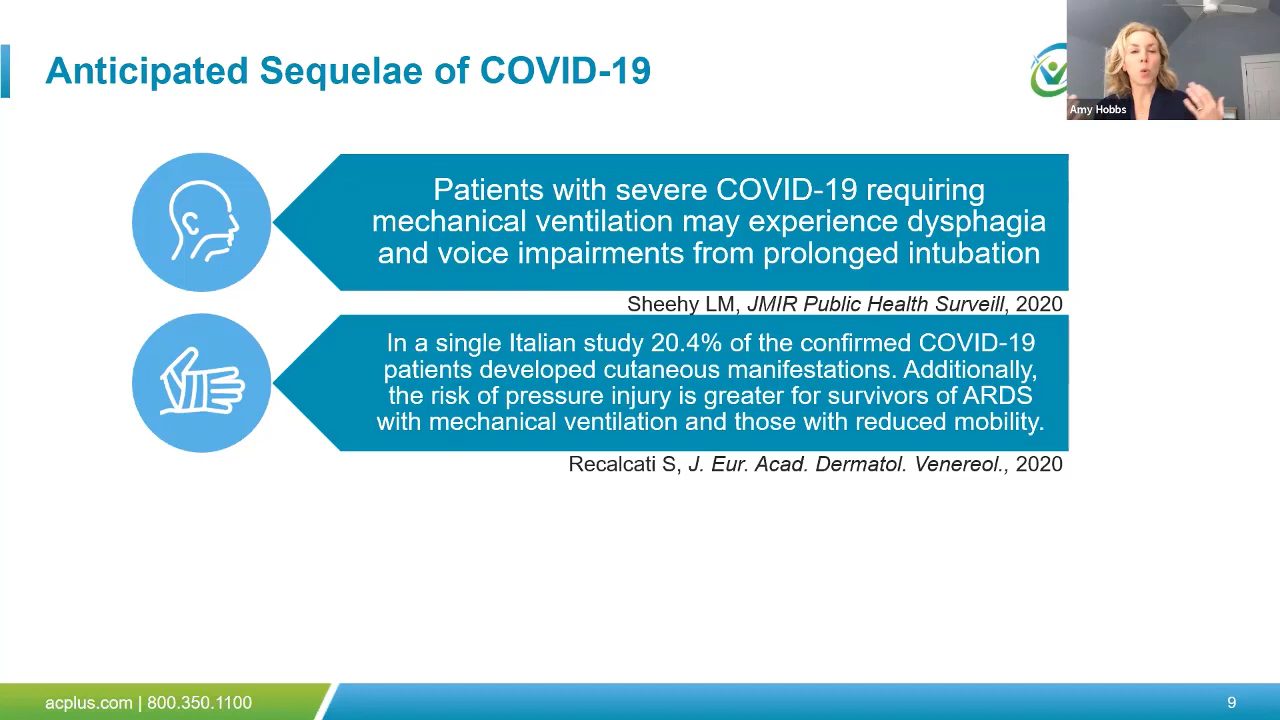 Anticipated Sequelae of COVID-19
Amy Hobbs
Patients with severe COVID-19 requiring
mechanical ventilation may experience dysphagia
and voice impairments from prolonged intubation
Sheehy LM, JMIR Public Health Surveill, 2020
In a single Italian study 20.4% of the confirmed COVID-19
patients developed cutaneous manifestations. Additionally,
the risk of pressure injury is greater for survivors of ARDS
with mechanical ventilation and those with reduced mobility.
Recalcati S, J. Eur. Acad. Dermatol. Venereol., 2020
acplus.com | 800.350.1100
9